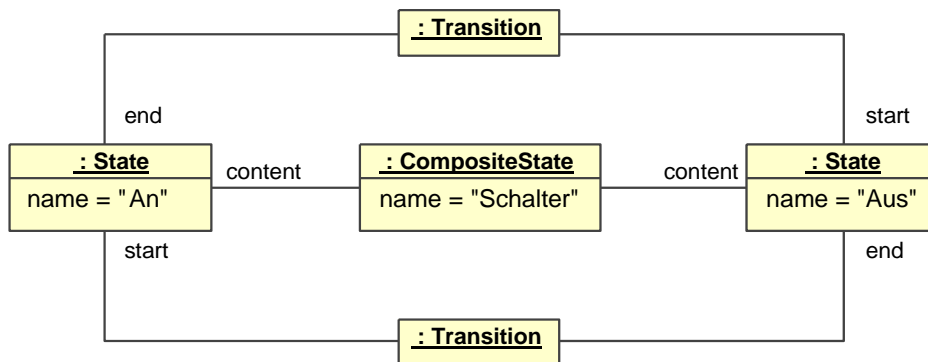 : Transition
end
start
: State
name = "An"
content
: CompositeState
name = "Schalter"
content
: State
name = "Aus"
start
end
: Transition